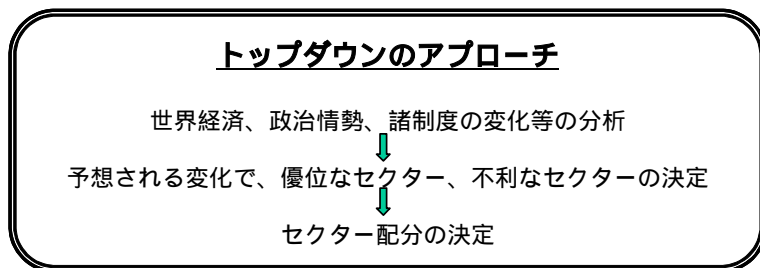 トップダウンのアプローチ
世界経済、政治情勢、諸制度の変化等の分析
予想される変化で、優位なセクター、不利なセクターの決定
セクター配分の決定